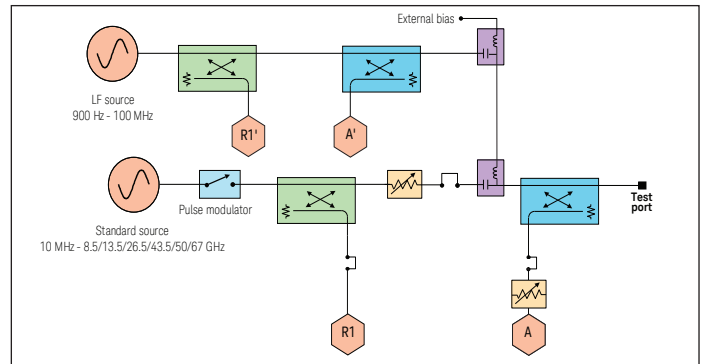 External bias
LF source
900 Hz - 100 MHz
R1'
A'
Pulse modulator
Standard source
10 MHz - 8.5/13.5/26.5/43.5/50/67 GHz
Test
port
R1
A